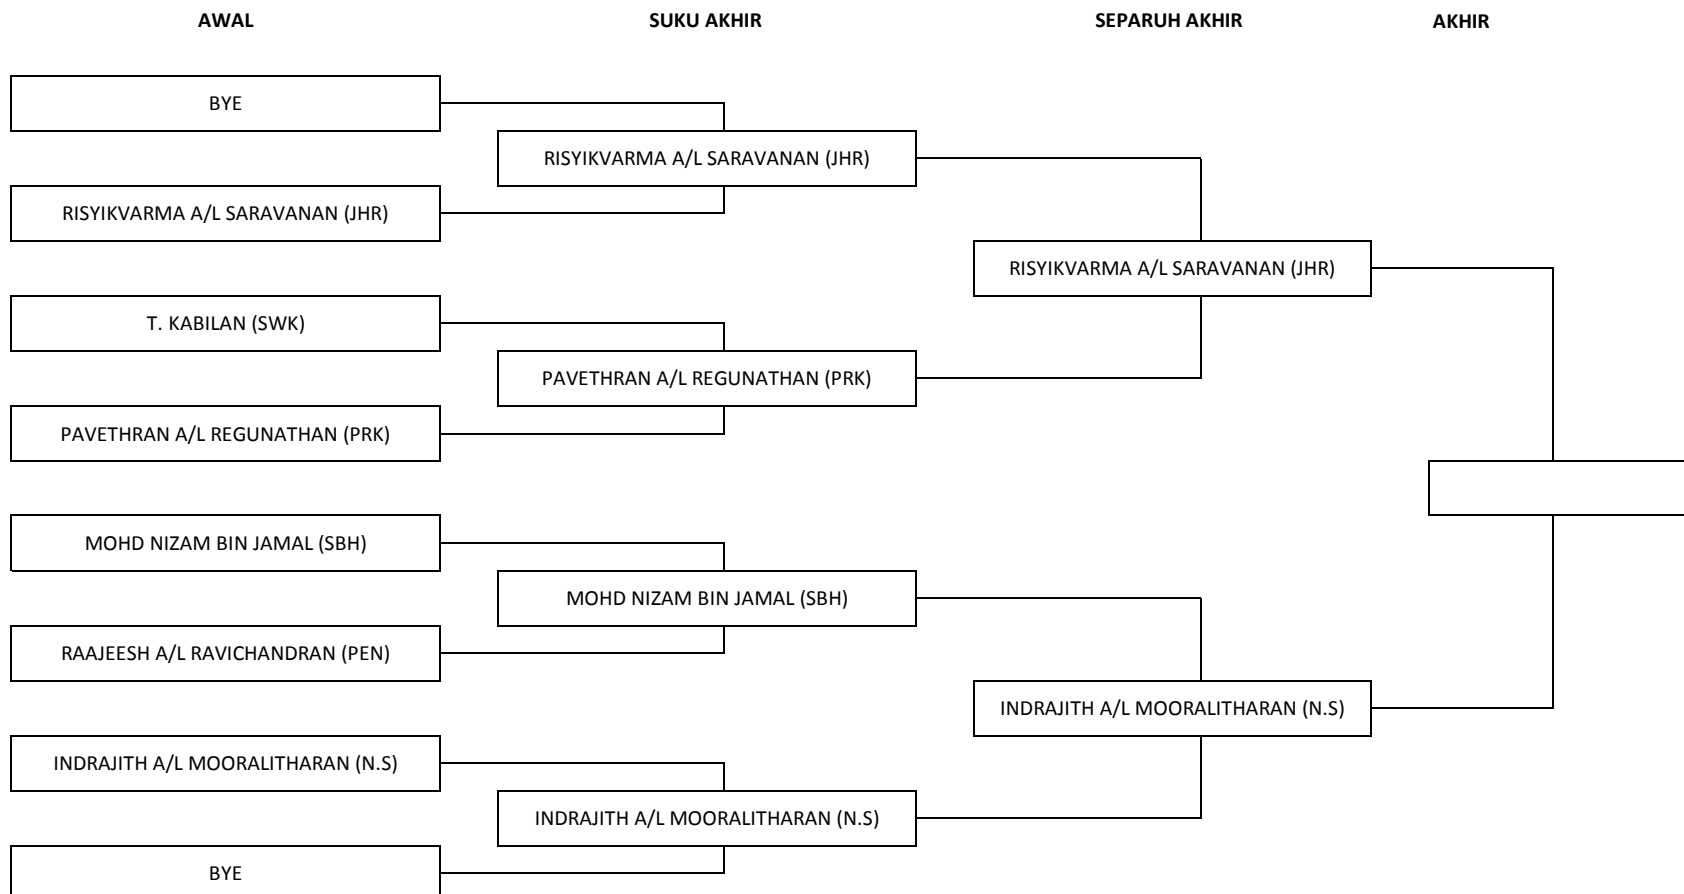 AWAL
SUKU AKHIR
SEPARUH AKHIR
AKHIR
BYE
RISYIKVARMA A/L SARAVANAN (JHR)
RISYIKVARMA A/L SARAVANAN (JHR)
RISYIKVARMA A/L SARAVANAN (JHR)
T. KABILAN (SWK)
PAVETHRAN A/L REGUNATHAN (PRK)
PAVETHRAN A/L REGUNATHAN (PRK)
MOHD NIZAM BIN JAMAL (SBH)
MOHD NIZAM BIN JAMAL (SBH)
RAAJEESH A/L RAVICHANDRAN (PEN)
INDRAJITH A/L MOORALITHARAN (N.S)
INDRAJITH A/L MOORALITHARAN (N.S)
INDRAJITH A/L MOORALITHARAN (N.S)
BYE